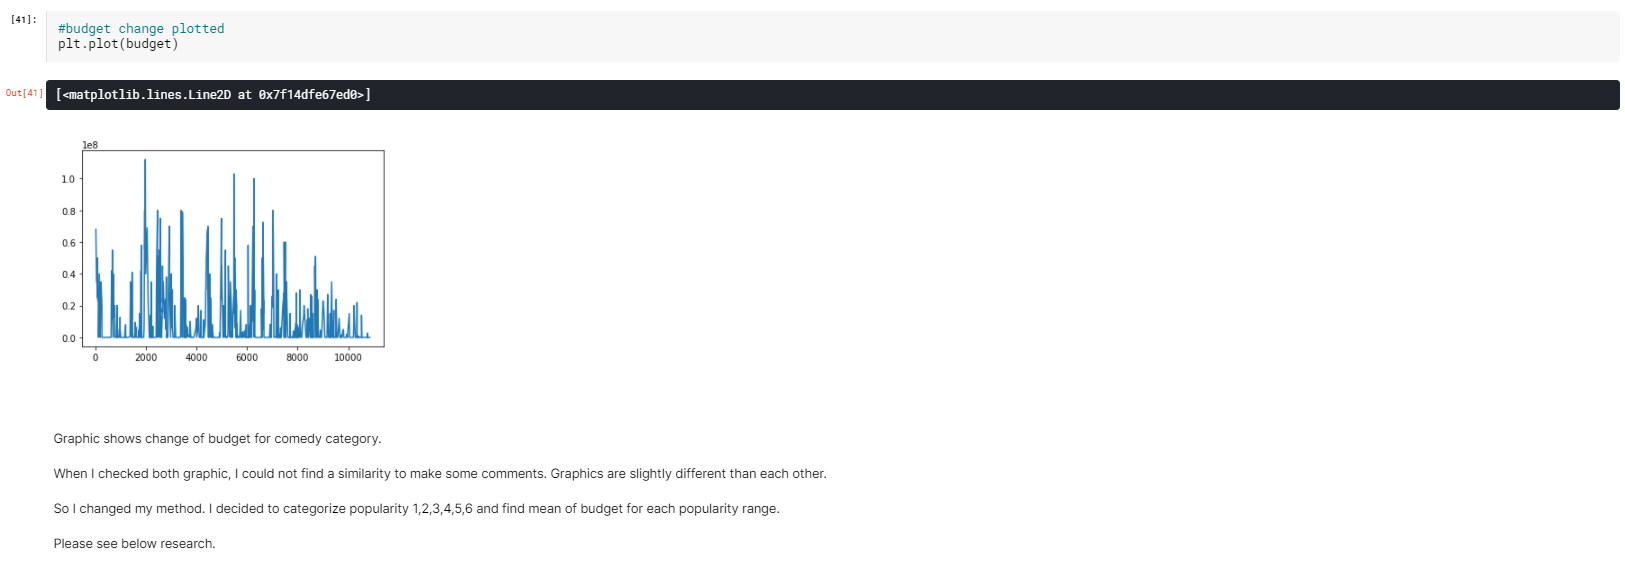 [41]:
#budget change plotted
plt.plot(budget)
Out[41]
[<matplotlib.lines.Line2D at 0x7f14dfe67ed0>]
1e8
1.0
0.8
0.6
0.4
0.2
0.0
0 2000 4000 6000 8000 10000
Graphic shows change of budget for comedy category.
When I checked both graphic, I could not find a similarity to make some comments. Graphics are slightly different than each other.
So I changed my method. I decided to categorize popularity 1,2,3,4,5,6 and find mean of budget for each popularity range.
Please see below research.